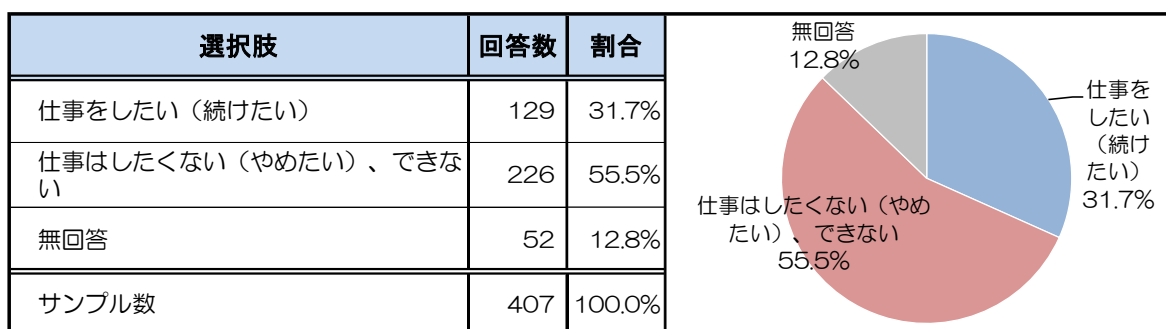 選択肢 回答数 割合
仕事をしたい（続けたい） 129 31.7%
仕事はしたくない（やめたい）、できな
い 226 55.5%
無回答 52 12.8%
サンプル数 407 100.0%
無回答
12.8%
仕事を
したい
（続け
たい）
31.7%
仕事はしたくない（やめ
たい）、できない
55.5%